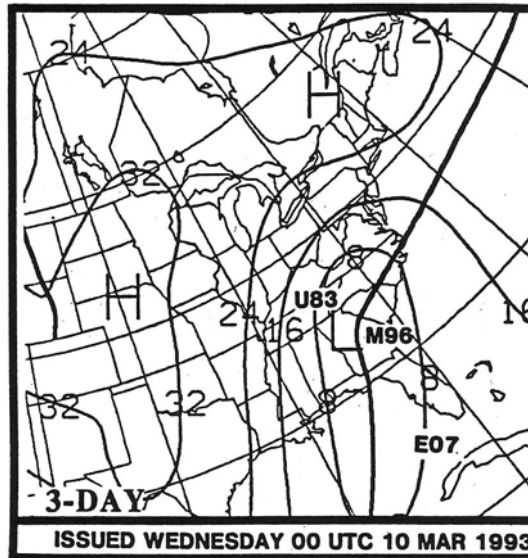 24 24
H
32
H
8
U83
24 16 L M96 16
32 32 8 8
E07
3-DAY
ISSUED WEDNESDAY 00 UTC 10 MAR 1993